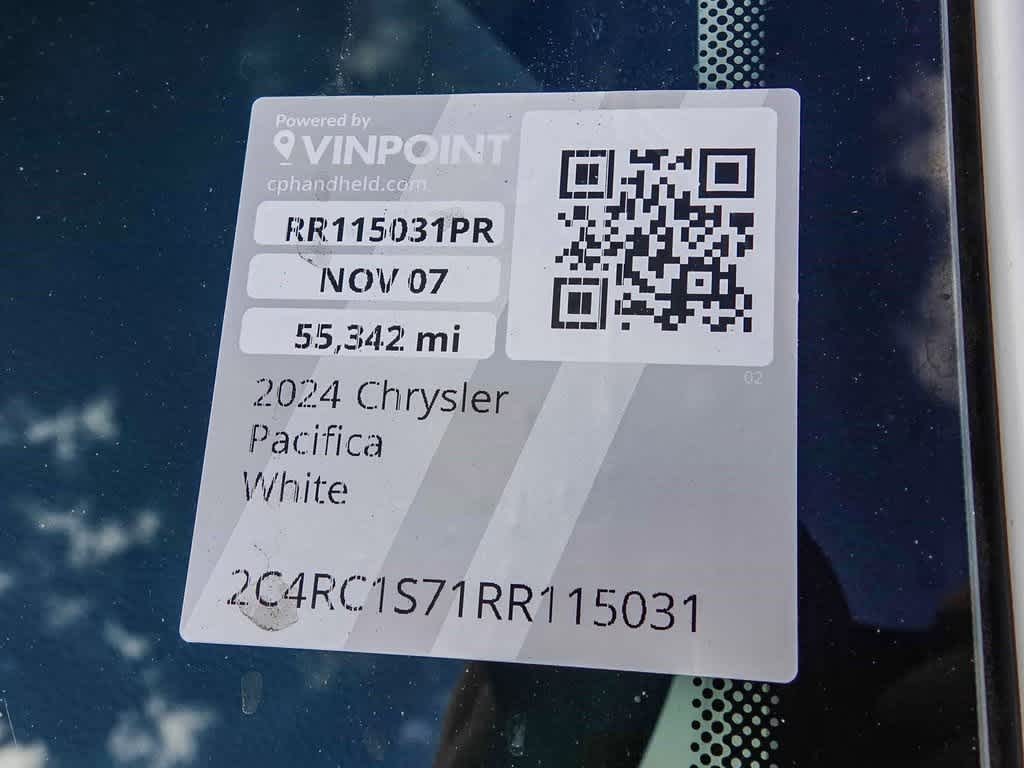 Powered by
VINPOINT
cphandheld.com
RR115031PR
NOV 07
55,342 mi
02
2024 Chrysler
Pacifica
White
2C4RC1S71RR115031